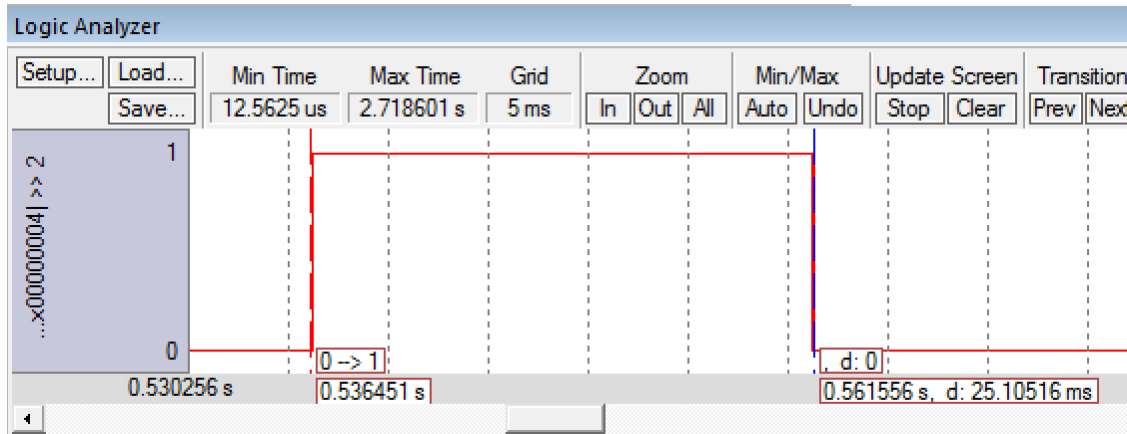 Logic Analyzer
Setup... Load... Min Time Max Time Grid Zoom Min/Max Update Screen Transition
Save... 12.5625 us 2.718601 s 5 ms In Out All Auto Undo Stop Clear Prev Next
1
...x00000004) >> 2
0
0 --> 1 , d: 0
0.530256 s 0.536451 s 0.561556 s, d: 25.10516 ms